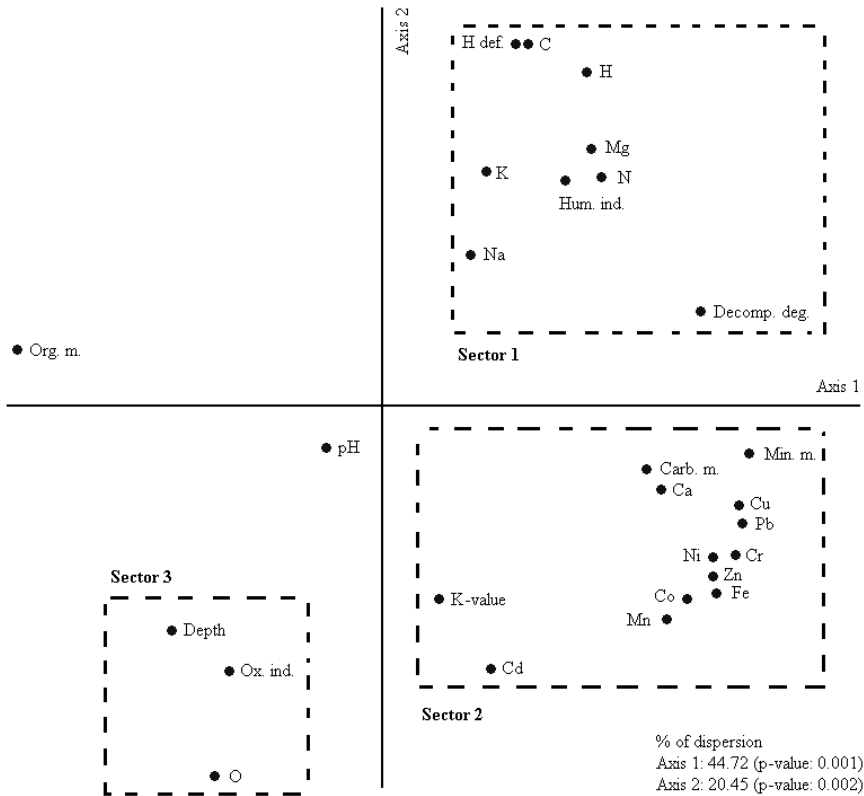 Axis 2
H def.
C
H
Mg
K
N
Hum. ind.
Na
Decomp. deg.
Org. m.
Sector 1
Axis 1
pH
Min. m.
Carb. m.
Ca
Cu
Pb
Ni
Cr
Sector 3
Zn
Fe
K-value
Co
Mn
Depth
Ox. ind.
Cd
Sector 2
% of dispersion
Axis 1: 44.72 (p-value: 0.001)
O
Axis 2: 20.45 (p-value: 0.002)